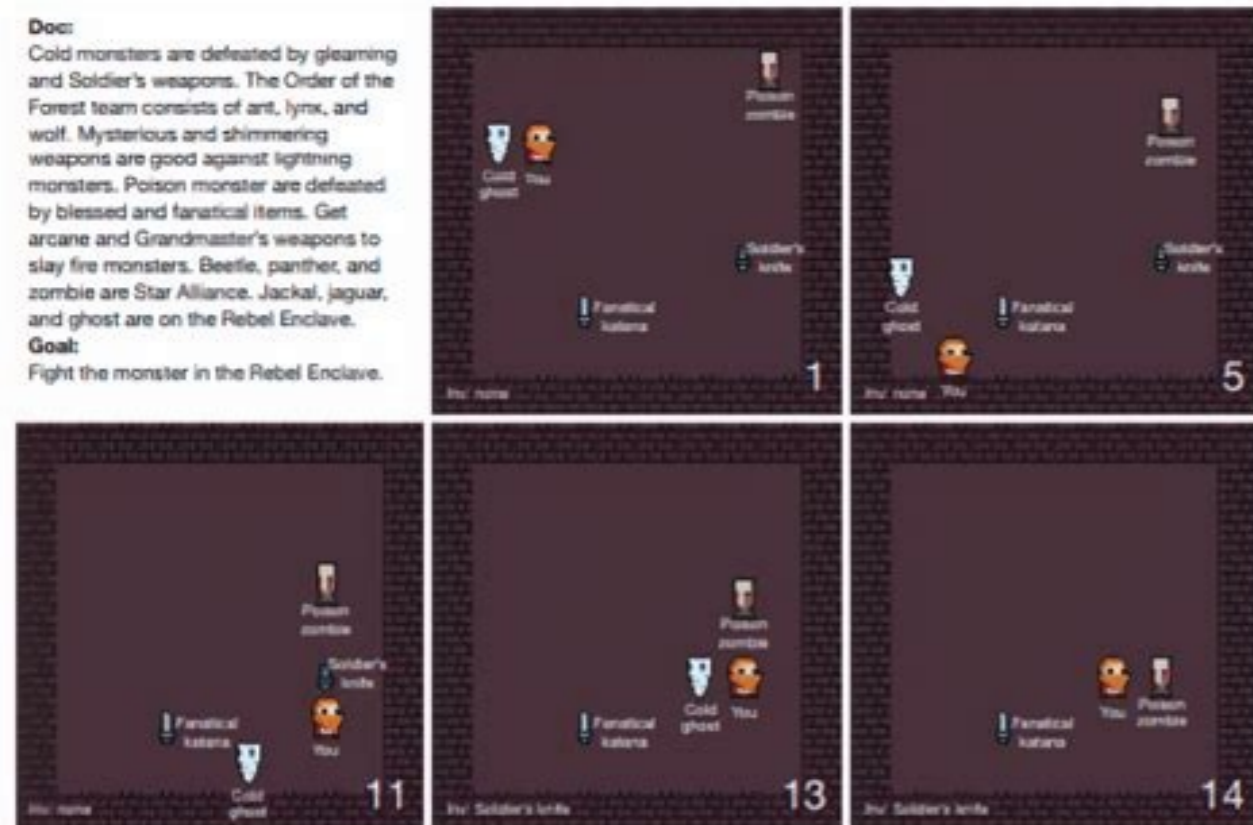 Doc:
Cold monsters are defeated by gleaming
and Soldier's weapons. The Order of the
Forest team consists of ant, lynx, and
wolf. Mysterious and shimmering
weapons are good against lightning
monsters. Poison monster are defeated
by blessed and fanatical items. Get
arcane and Grandmaster's weapons to
slay fire monsters. Beetle, panther, and
zombie are Star Alliance. Jackal, jaguar,
and ghost are on the Rebel Enclave.
Goal:
Fight the monster in the Rebel Enclave.
Poison
zombie
Cold
ghost
You
Soldier's
knife
Fanatical
katana
Inv: none
1
Poison
zombie
Soldier's
knife
Cold
ghost
Fanatical
katana
You
Inv: none
5
Poison
zombie
Soldier's
knife
Fanatical
katana
You
Cold
ghost
Inv: none
11
Poison
zombie
Cold
ghost
You
Fanatical
katana
Inv: Soldier's knife
13
You
Poison
zombie
Fanatical
katana
Inv: Soldier's knife
14